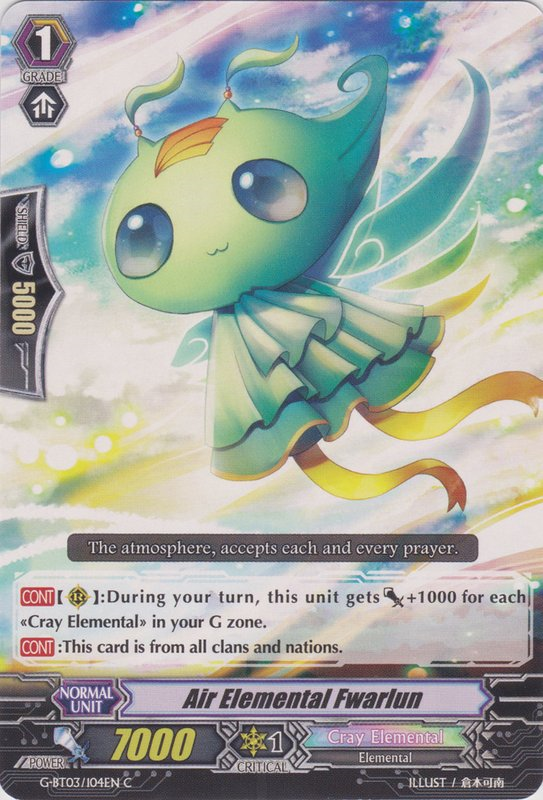 1
GRADE
SHIELD
5000
The atmosphere, accepts each and every prayer.
CONT【R】:During your turn, this unit gets +1000 for each
«Cray Elemental» in your G zone.
CONT:This card is from all clans and nations.
NORMAL
UNIT
Air Elemental Fwarlun
POWER
7000
1
CRITICAL
Cray Elemental
Elemental
G-BT03/104EN C
ILLUST / 倉本可南